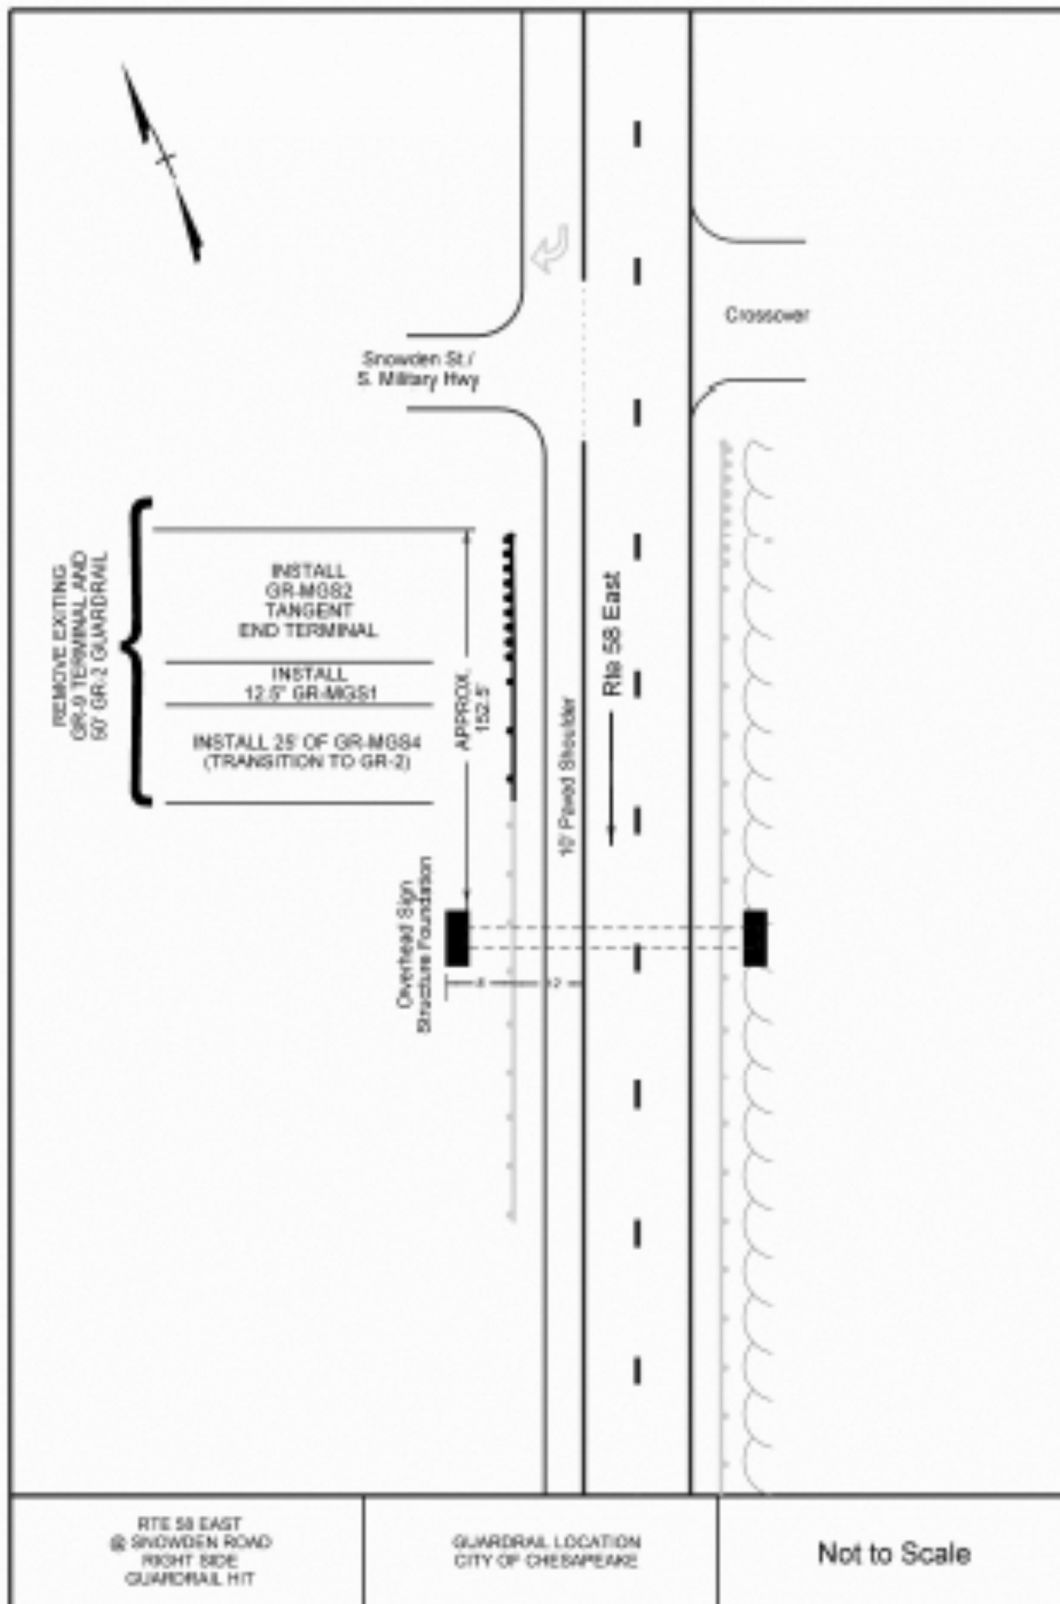 Crossover
Snowden St./
S. Military Hwy
REMOVE EXITING
GR-9 TERMINAL AND
50' GR-2 GUARDRAIL
INSTALL
GR-MGS2
TANGENT
END TERMINAL
INSTALL
12.5" GR-MGS1
INSTALL 25' OF GR-MGS4
(TRANSITION TO GR-2)
APPROX.
152.5'
10' Paved Shoulder
Rte 58 East
Overhead Sign
Structure Foundation
12
RTE 58 EAST
@ SNOWDEN ROAD
RIGHT SIDE
GUARDRAIL HIT
GUARDRAIL LOCATION
CITY OF CHESAPEAKE
Not to Scale